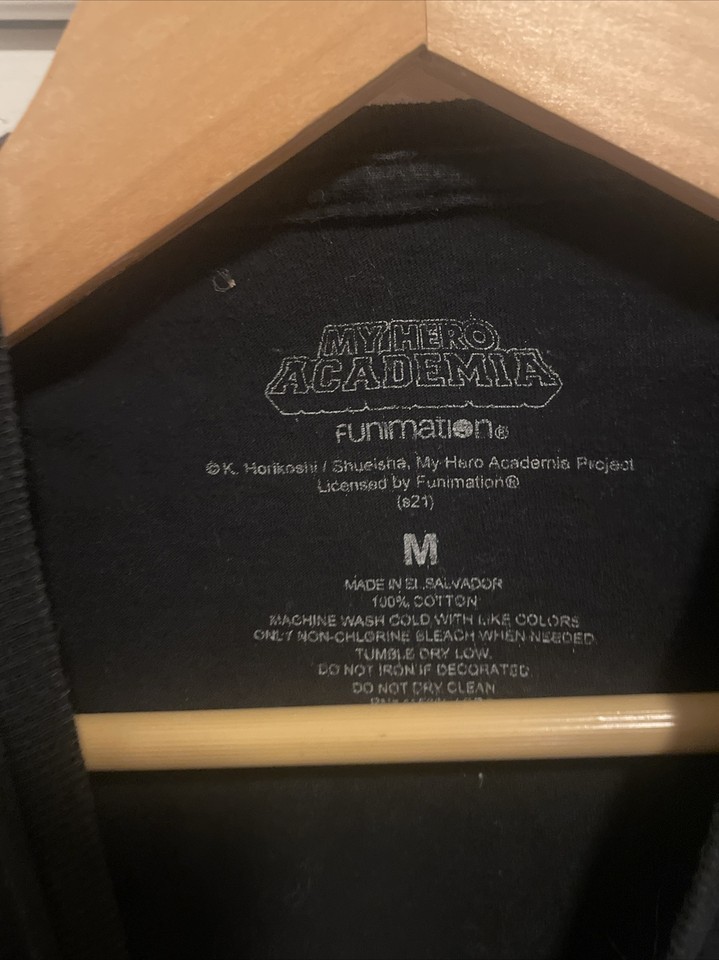 MY HERO
ACADEMIA
FUnimatiOn®
©K. Horikoshi / Shueisha, My Hero Academia Project
Licensed by Funimation®
(s21)
M
MADE IN EL SALVADOR
100% COTTON
MACHINE WASH COLD WITH LIKE COLORS
ONLY NON-CHLORINE BLEACH WHEN NEEDED
TUMBLE DRY LOW.
DO NOT IRON IF DECORATED
DO NOT DRY CLEAN